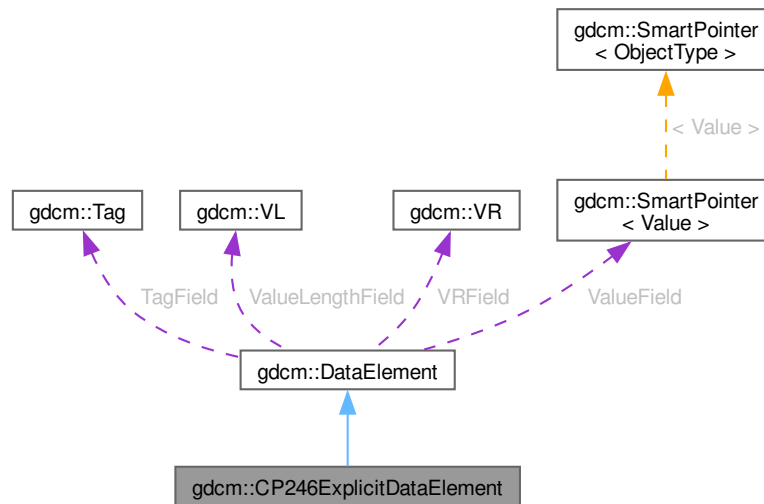 gdcm::SmartPointer
< ObjectType >
< Value >
gdcm::Tag
gdcm::VL
gdcm::VR
gdcm::SmartPointer
< Value >
TagField
ValueLengthField
VRField
ValueField
gdcm::DataElement
gdcm::CP246ExplicitDataElement